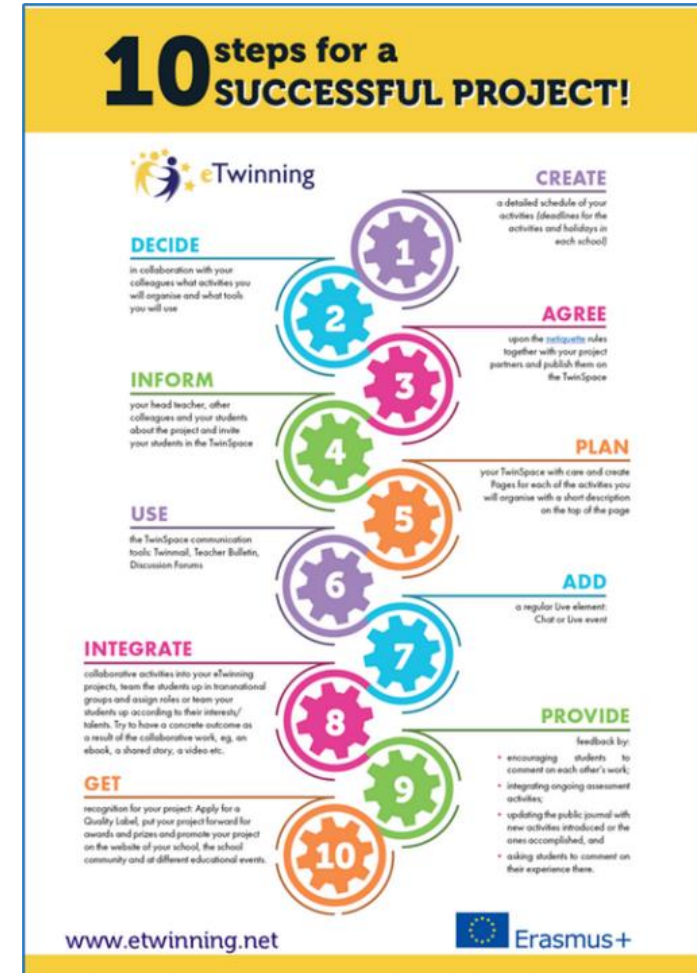 10 steps for a
SUCCESSFUL PROJECT!
eTwinning
CREATE
a detailed schedule of your
activities (deadlines for the
activities and holidays in
each school)
1
DECIDE
in collaboration with your
colleagues what activities you
will organise and what tools
you will use
2
AGREE
upon the netiquette rules
together with your project
partners and publish them on
the TwinSpace
3
INFORM
your head teacher, other
colleagues and your students
about the project and invite
your students in the TwinSpace
4
PLAN
your TwinSpace with care and create
Pages for each of the activities you
will organise with a short description
on the top of the page
5
USE
the TwinSpace communication
tools: Twinmail, Teacher Bulletin,
Discussion Forums
6
ADD
a regular Live element:
Chat or Live event
7
INTEGRATE
collaborative activities into your eTwinning
projects, team the students up in transnational
groups and assign roles or team your
students up according to their interests/
talents. Try to have a concrete outcome as
a result of the collaborative work, eg, an
ebook, a shared story, a video etc.
8
PROVIDE
feedback by:
• encouraging students to
comment on each other's work;
• integrating ongoing assessment
activities;
• updating the public journal with
new activities introduced or the
ones accomplished, and
• asking students to comment on
their experience there.
9
GET
recognition for your project: Apply for a
Quality Label, put your project forward for
awards and prizes and promote your project
on the website of your school, the school
community and at different educational events.
10
www.etwinning.net
Erasmus+